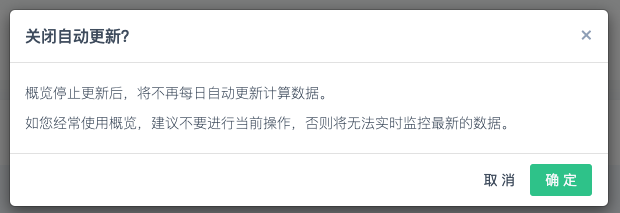 关闭自动更新?
×
概览停止更新后，将不再每日自动更新计算数据。
如您经常使用概览，建议不要进行当前操作，否则将无法实时监控最新的数据。
取 消 确 定